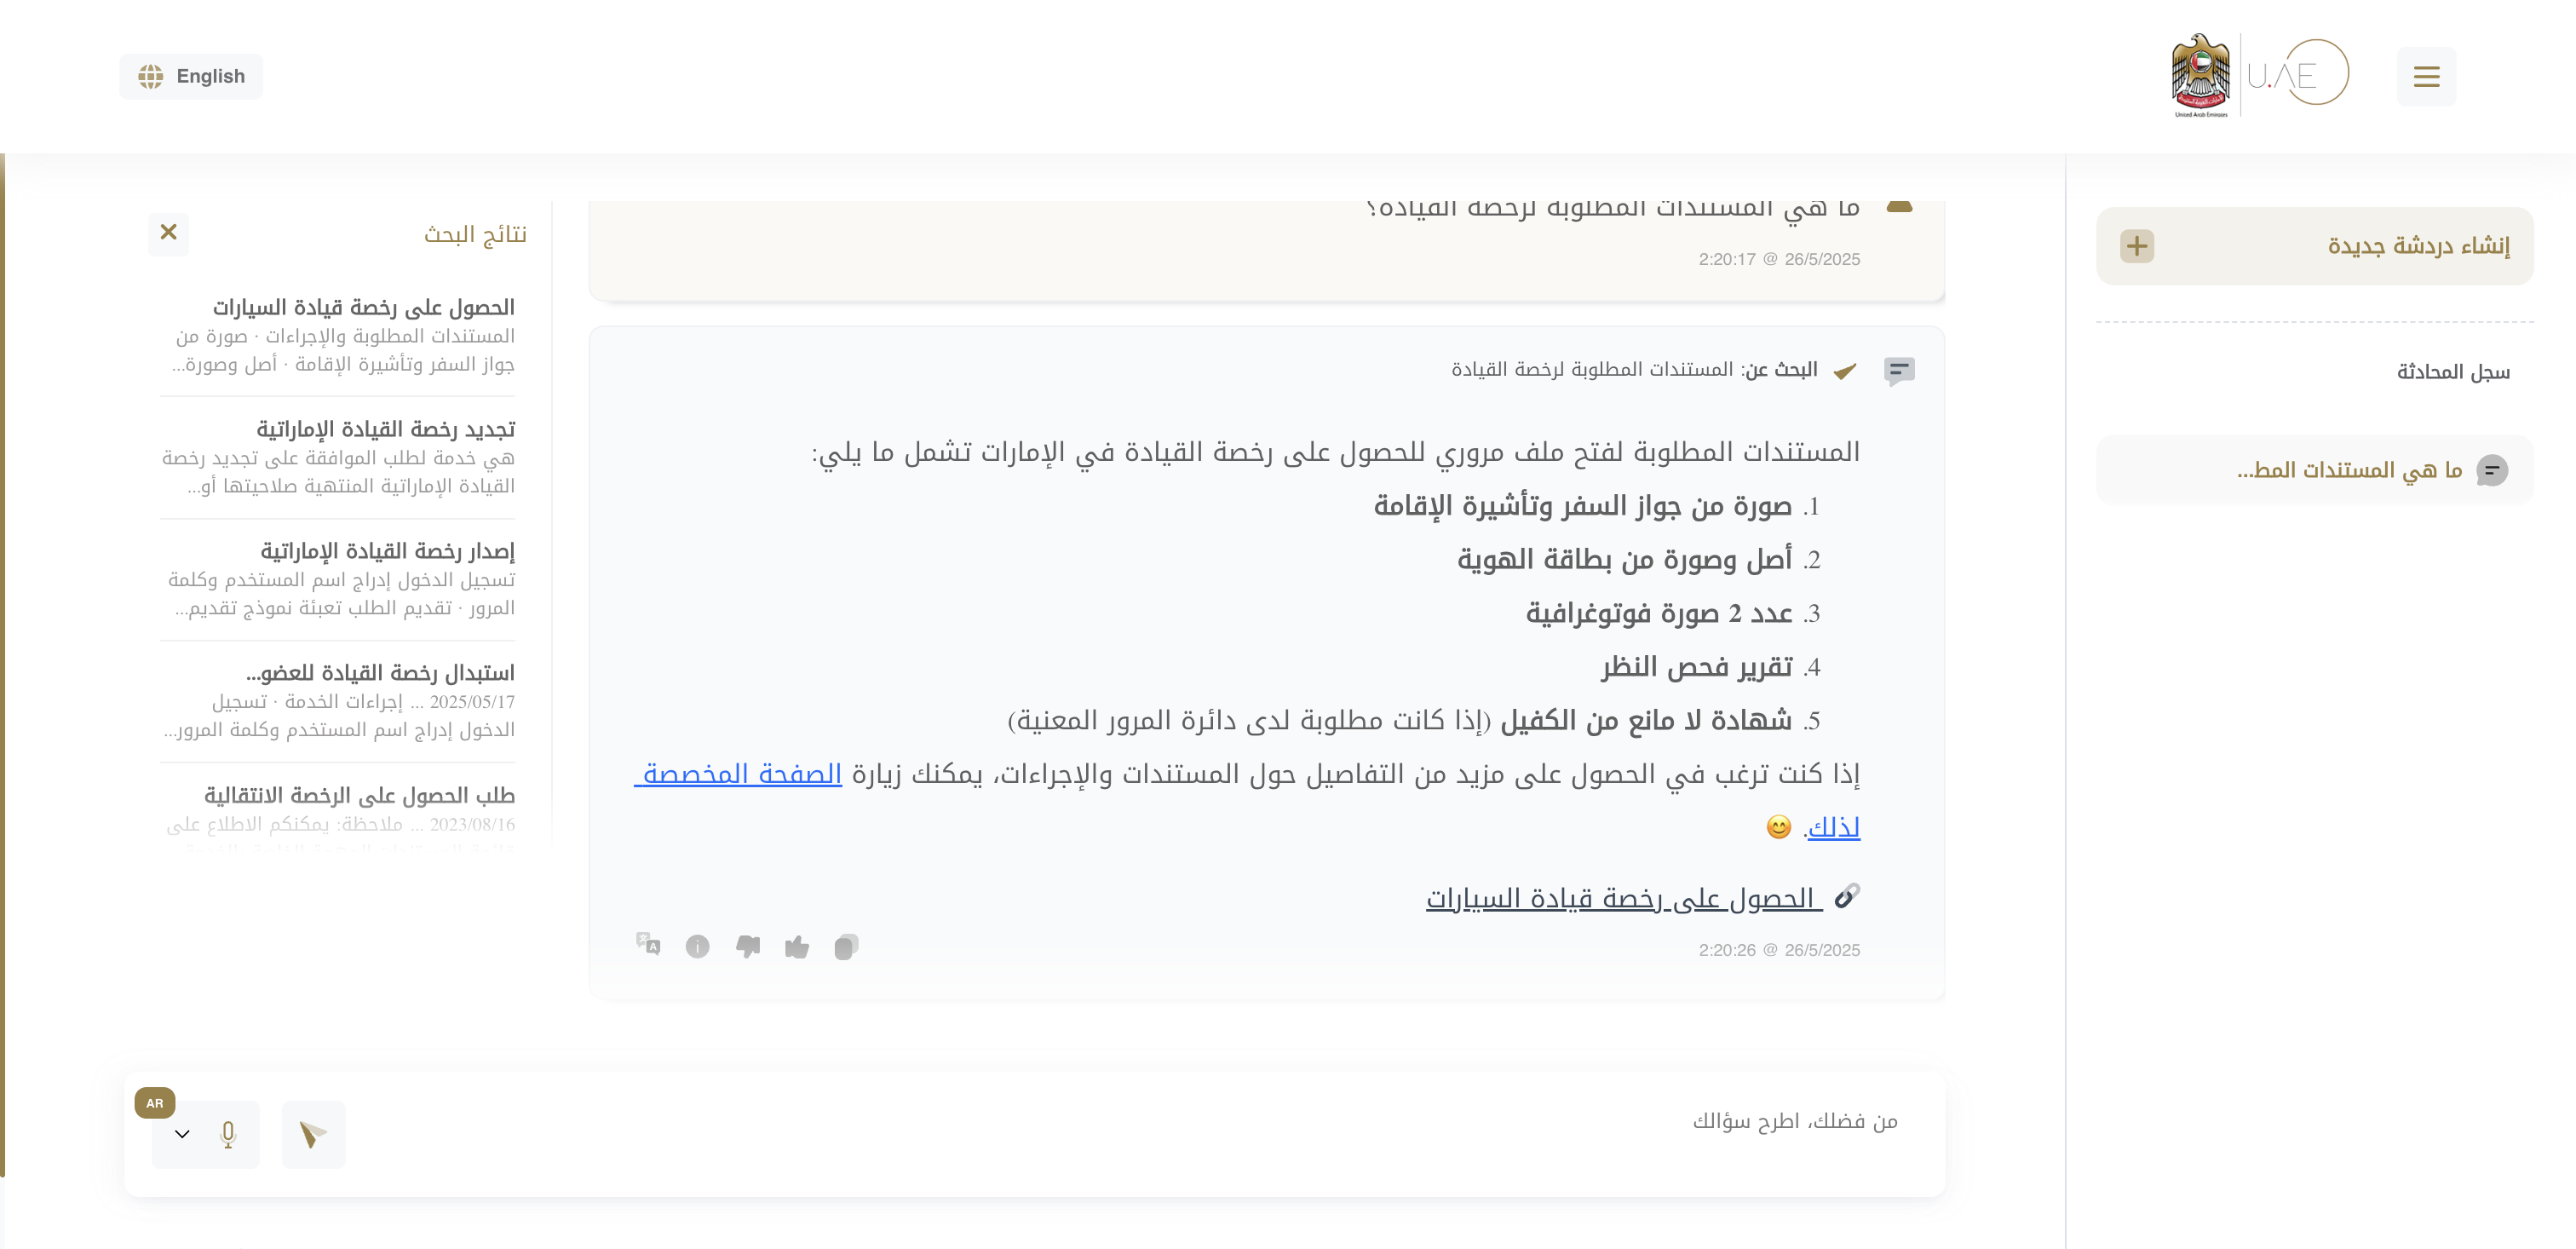 English
United Arab Emirates
U.AE
إنشاء دردشة جديدة
سجل المحادثة
ما هي المستندات المط...
ما هي المستندات المطلوبة لرخصة القيادة؟
2:20:17 @ 26/5/2025
البحث عن: المستندات المطلوبة لرخصة القيادة
المستندات المطلوبة لفتح ملف مروري للحصول على رخصة القيادة في الإمارات تشمل ما يلي:
1. صورة من جواز السفر وتأشيرة الإقامة
2. أصل وصورة من بطاقة الهوية
3. عدد 2 صورة فوتوغرافية
4. تقرير فحص النظر
5. شهادة لا مانع من الكفيل (إذا كانت مطلوبة لدى دائرة المرور المعنية)
إذا كنت ترغب في الحصول على مزيد من التفاصيل حول المستندات والإجراءات، يمكنك زيارة الصفحة المخصصة
لذلك. 😊
🔗 الحصول على رخصة قيادة السيارات
2:20:26 @ 26/5/2025
نتائج البحث
الحصول على رخصة قيادة السيارات
المستندات المطلوبة والإجراءات · صورة من
جواز السفر وتأشيرة الإقامة · أصل وصورة...
تجديد رخصة القيادة الإماراتية
هي خدمة لطلب الموافقة على تجديد رخصة
القيادة الإماراتية المنتهية صلاحيتها أو...
إصدار رخصة القيادة الإماراتية
تسجيل الدخول إدراج اسم المستخدم وكلمة
المرور · تقديم الطلب تعبئة نموذج تقديم...
استبدال رخصة القيادة للعضو...
2025/05/17 ... إجراءات الخدمة · تسجيل
الدخول إدراج اسم المستخدم وكلمة المرور...
طلب الحصول على الرخصة الانتقالية
2023/08/16 ... ملاحظة: يمكنكم الاطلاع على
من فضلك، اطرح سؤالك
AR